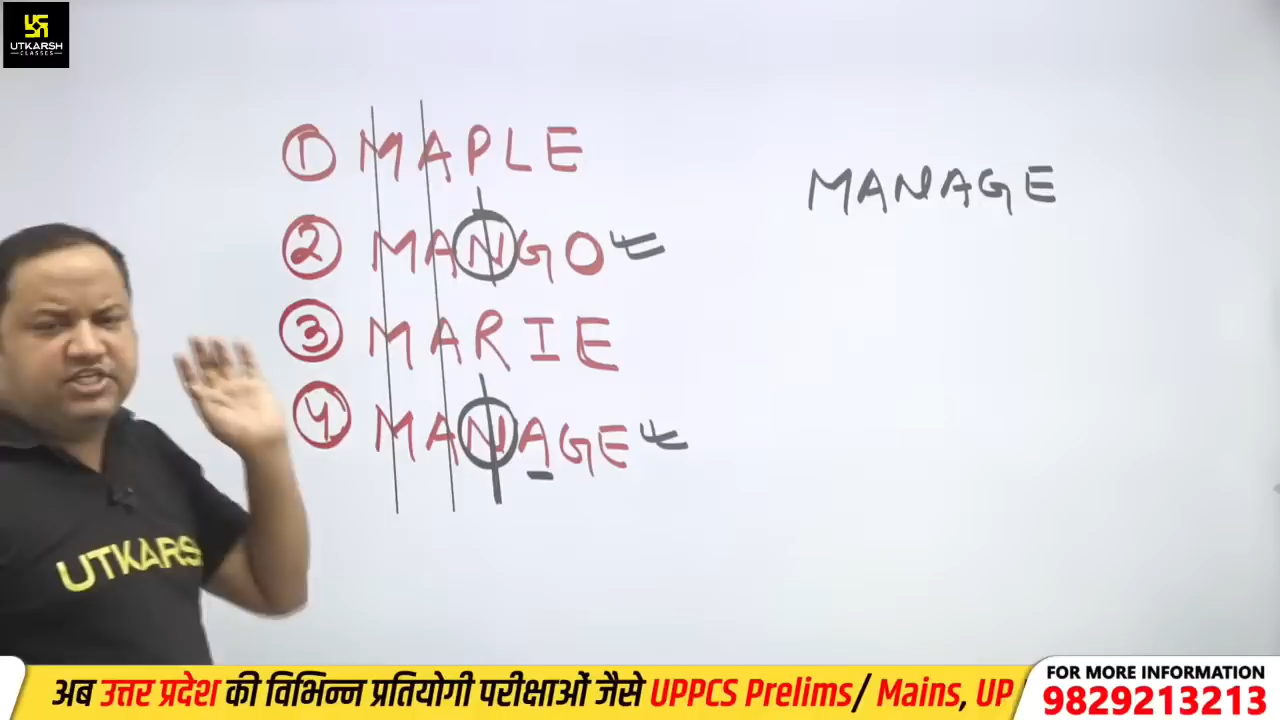 UTKARSH
CLASSES
① MAPLE
MANAGE
② MANGO
③ MARIE
④ MANAGE
UTKARSH
अब उत्तर प्रदेश की विभिन्न प्रतियोगी परीक्षाओं जैसे UPPCS Prelims/ Mains, UP
FOR MORE INFORMATION
9829213213